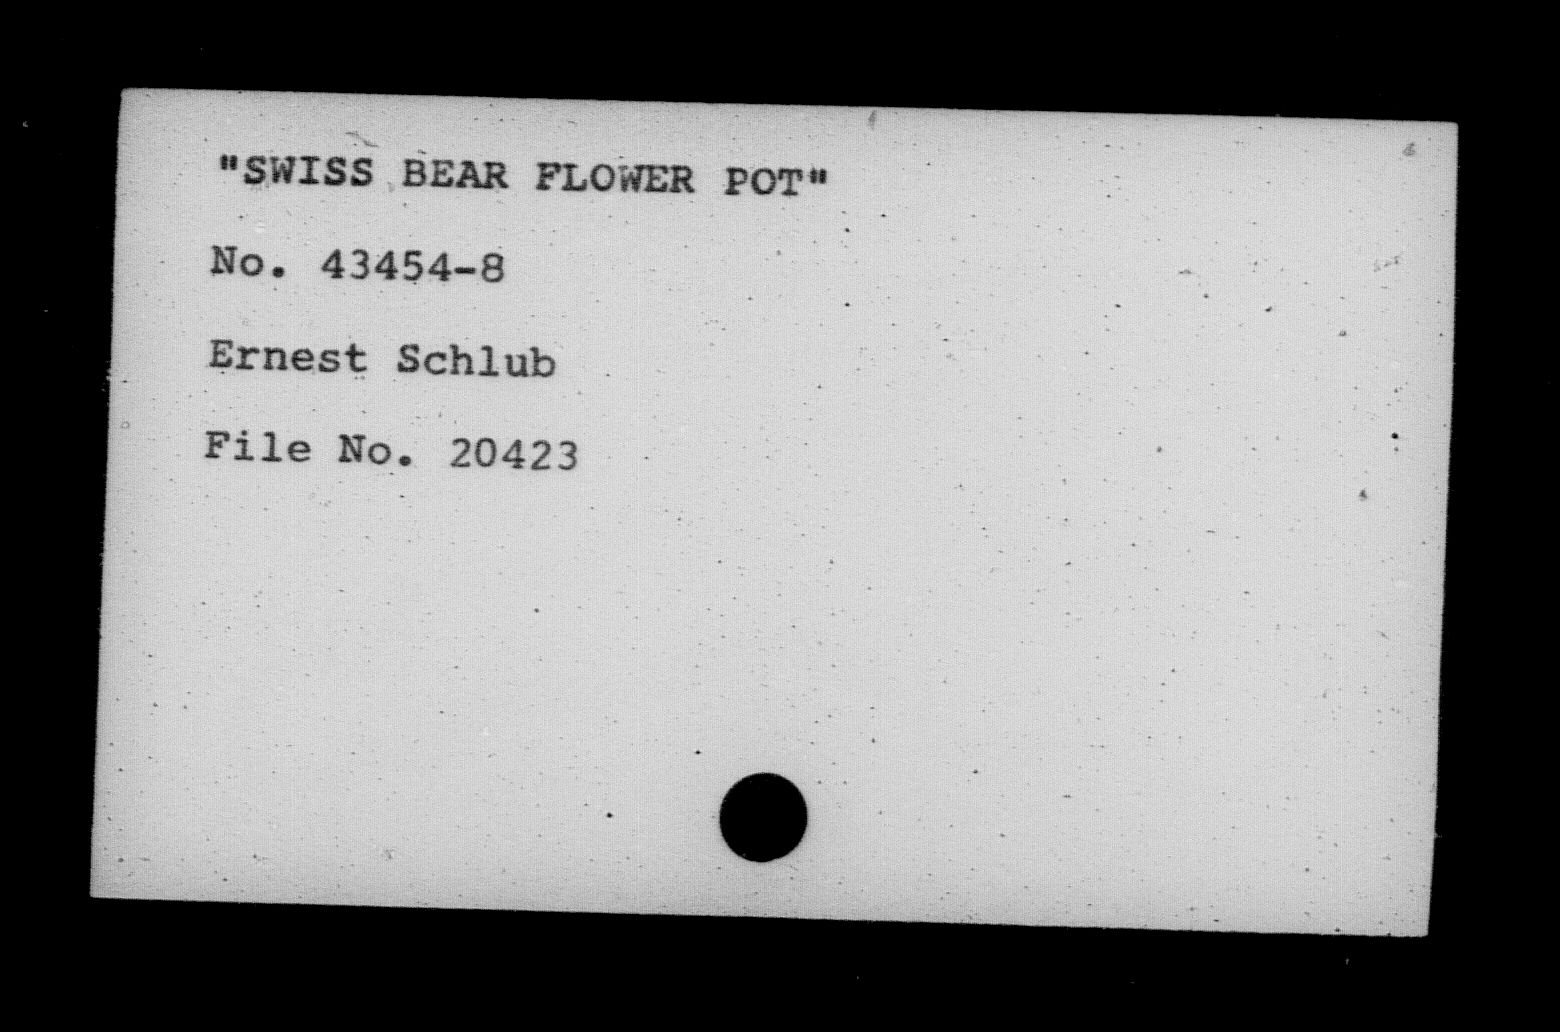 "SWISS BEAR FLOWER POT"
No. 43454-8
Ernest Schlub
File No. 20423